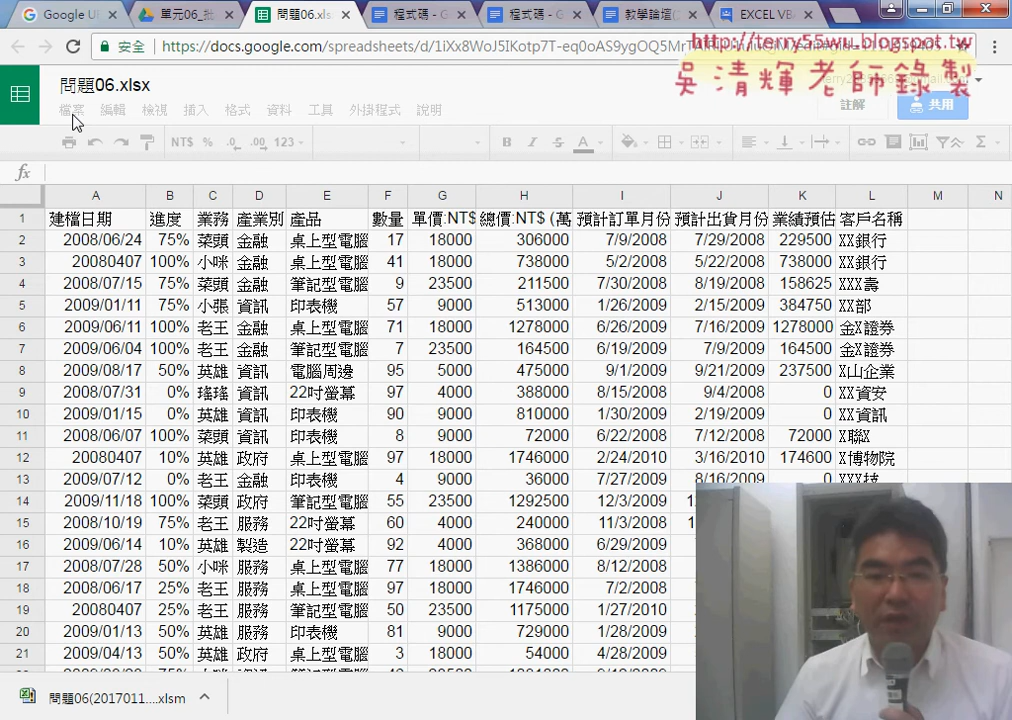 Google U
單元06_批
問題06.xls
程式碼 - G
程式碼 - G
教學論壇(2
EXCEL VB
安全
http://terry55wu.blogspot.tw
吳清輝老師錄製
問題06.xlsx
檔案 編輯 檢視 插入 格式 資料 工具 外掛程式 說明
註解 共用
NT$ % .0 .00 123
fx
A B C D E F G H I J K L M N
1 建檔日期 進度 業務 產業別 產品 數量 單價:NT$ 總價:NT$ (萬 預計訂單月份 預計出貨月份 業績預估 客戶名稱
2 2008/06/24 75% 菜頭 金融 桌上型電腦 17 18000 306000 7/9/2008 7/29/2008 229500 XX銀行
3 20080407 100% 小咪 金融 桌上型電腦 41 18000 738000 5/2/2008 5/22/2008 738000 XX銀行
4 2008/07/15 75% 菜頭 金融 筆記型電腦 9 23500 211500 7/30/2008 8/19/2008 158625 XXX壽
5 2009/01/11 75% 小張 資訊 印表機 57 9000 513000 1/26/2009 2/15/2009 384750 XX部
6 2009/06/11 100% 老王 金融 桌上型電腦 71 18000 1278000 6/26/2009 7/16/2009 1278000 金X證券
7 2009/06/04 100% 老王 金融 筆記型電腦 7 23500 164500 6/19/2009 7/9/2009 164500 金X證券
8 2009/08/17 50% 英雄 資訊 電腦周邊 95 5000 475000 9/1/2009 9/21/2009 237500 X山企業
9 2008/07/31 0% 瑤瑤 資訊 22吋螢幕 97 4000 388000 8/15/2008 9/4/2008 0 XX資安
10 2009/01/15 0% 英雄 資訊 印表機 90 9000 810000 1/30/2009 2/19/2009 0 XX資訊
11 2008/06/07 100% 菜頭 資訊 印表機 8 9000 72000 6/22/2008 7/12/2008 72000 X聯X
12 20080407 10% 英雄 政府 桌上型電腦 97 18000 1746000 2/24/2010 3/16/2010 174600 X博物院
13 2009/07/12 0% 老王 金融 印表機 4 9000 36000 7/27/2009 8/16/2009 0 XXX技
14 2009/11/18 100% 菜頭 政府 筆記型電腦 55 23500 1292500 12/3/2009
15 2008/10/19 75% 老王 服務 22吋螢幕 60 4000 240000 11/3/2008
16 2009/06/14 10% 英雄 製造 22吋螢幕 92 4000 368000 6/29/2009
17 2008/07/28 50% 小咪 服務 桌上型電腦 77 18000 1386000 8/12/2008
18 2008/06/17 25% 老王 服務 桌上型電腦 97 18000 1746000 7/2/2008
19 20080407 25% 老王 服務 筆記型電腦 50 23500 1175000 1/27/2010
20 2009/01/13 50% 英雄 服務 印表機 81 9000 729000 1/28/2009
21 2009/04/13 50% 英雄 政府 桌上型電腦 3 18000 54000 4/28/2009
問題06(2017011....xlsm